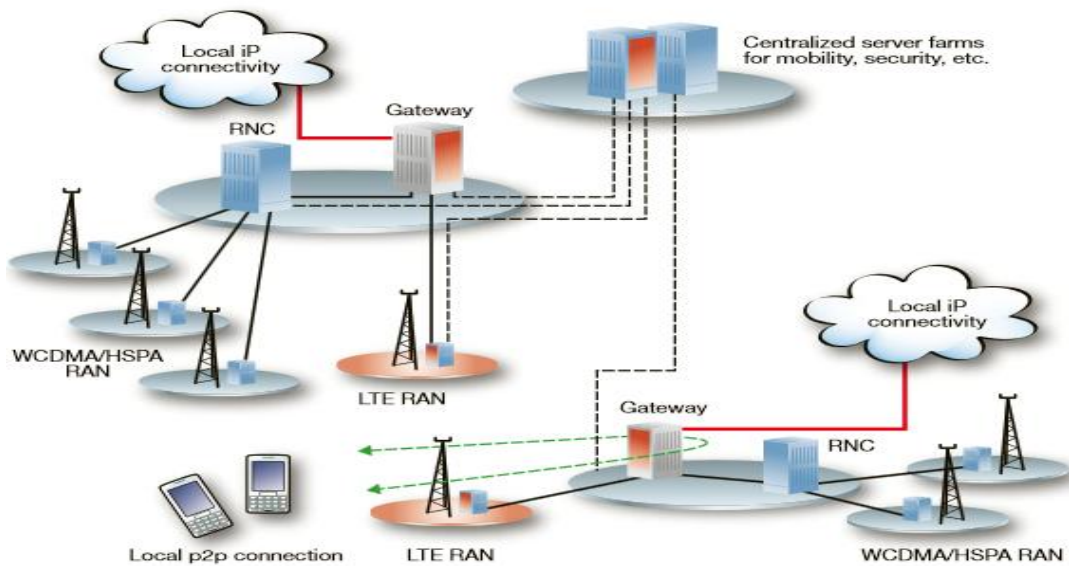 Local iP
connectivity
Centralized server farms
for mobility, security, etc.
Gateway
RNC
WCDMA/HSPA
RAN
LTE RAN
Local iP
connectivity
Gateway
RNC
Local p2p connection
LTE RAN
WCDMA/HSPA RAN